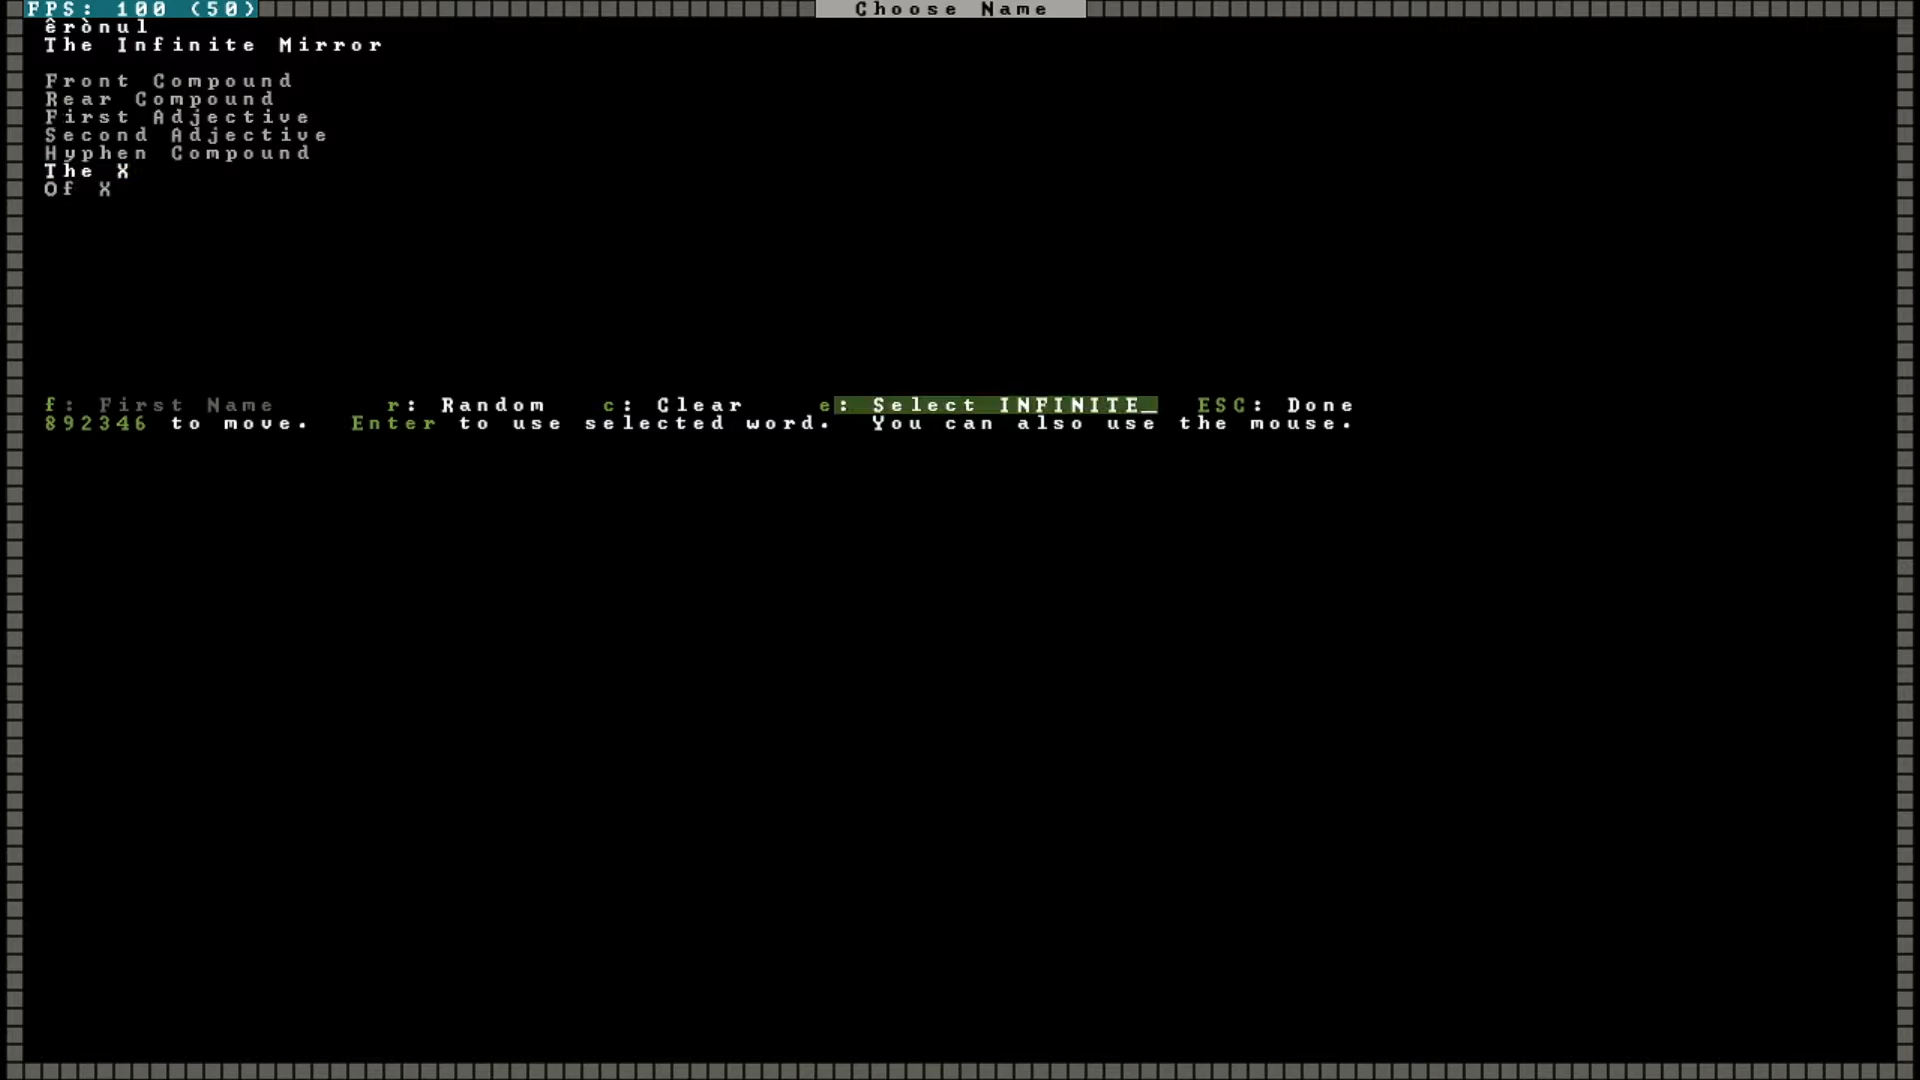 FPS: 100 (50)
Choose Name
êrònul
The Infinite Mirror
Front Compound
Rear Compound
First Adjective
Second Adjective
Hyphen Compound
The X
Of X
f: First Name r: Random c: Clear e: Select INFINITE_ ESC: Done
892346 to move. Enter to use selected word. You can also use the mouse.